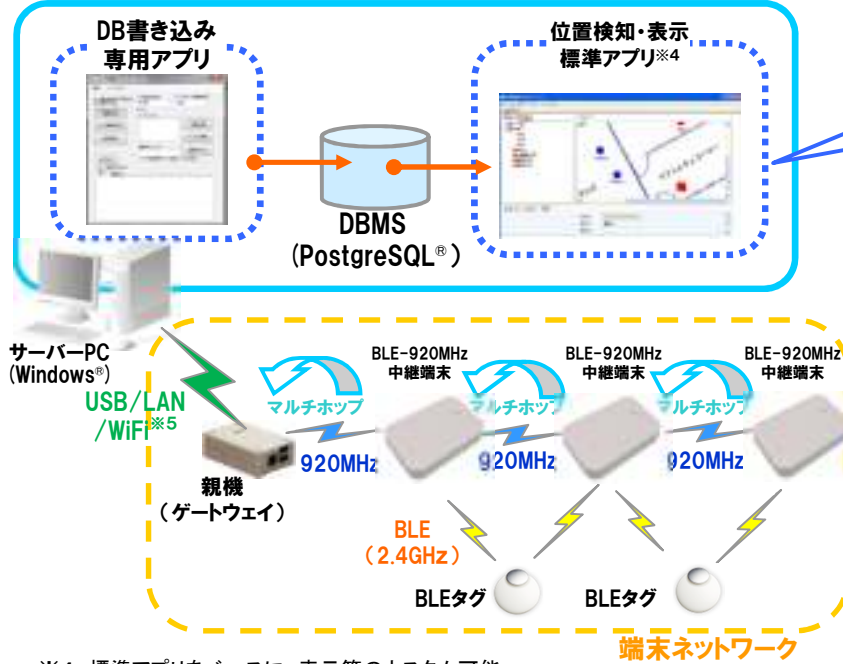 DB書き込み
専用アプリ
位置検知・表示
標準アプリ※4
DBMS
(PostgreSQL®)
サーバーPC
(Windows®)
USB/LAN
/WiFi※5
親機
(ゲートウェイ)
マルチホップ
920MHz
BLE-920MHz
中継端末
マルチホップ
920MHz
BLE-920MHz
中継端末
マルチホップ
920MHz
BLE-920MHz
中継端末
BLE
(2.4GHz)
BLEタグ
BLEタグ
端末ネットワーク